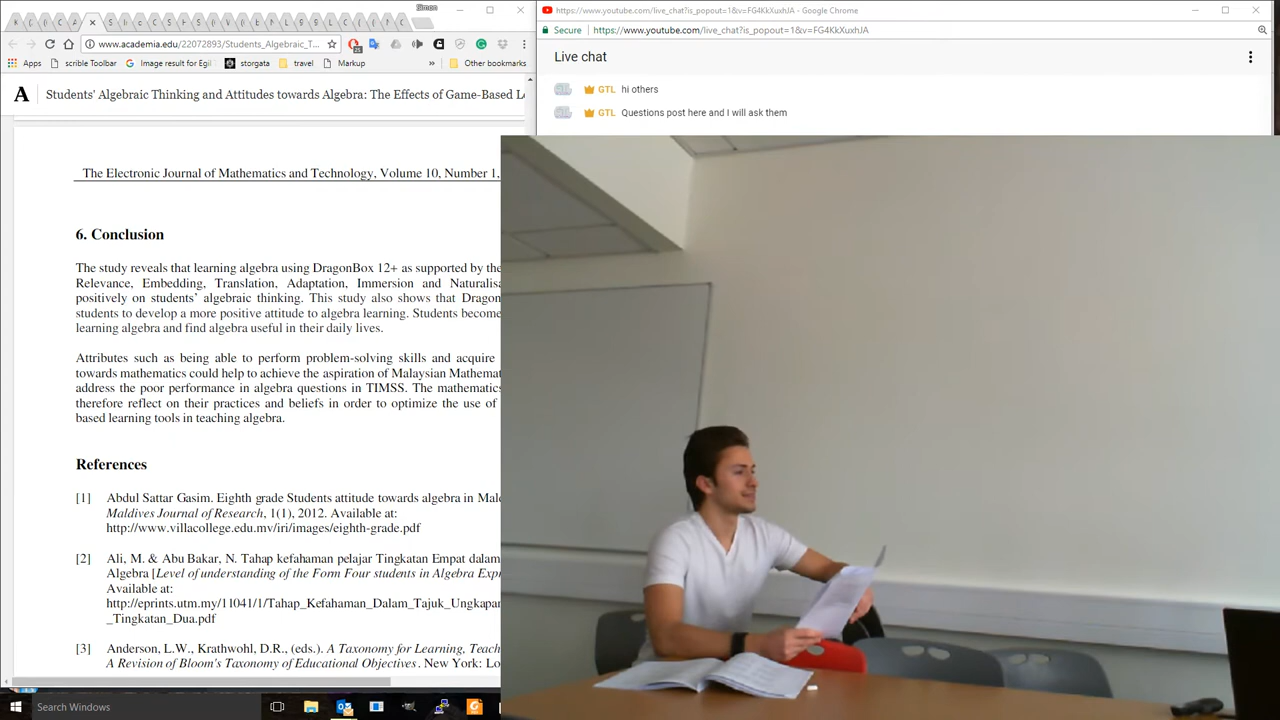 Simon
www.academia.edu/22072893/Students_Algebraic_T...
Apps
scrible Toolbar
Image result for Egil
storgata
travel
Markup
»
Other bookmarks
A
Students' Algebraic Thinking and Attitudes towards Algebra: The Effects of Game-Based Le
The Electronic Journal of Mathematics and Technology, Volume 10, Number 1,
6. Conclusion
The study reveals that learning algebra using DragonBox 12+ as supported by the
Relevance, Embedding, Translation, Adaptation, Immersion and Naturalisa
positively on students' algebraic thinking. This study also shows that Dragon
students to develop a more positive attitude to algebra learning. Students become
learning algebra and find algebra useful in their daily lives.
Attributes such as being able to perform problem-solving skills and acquire
towards mathematics could help to achieve the aspiration of Malaysian Mathemat
address the poor performance in algebra questions in TIMSS. The mathematics
therefore reflect on their practices and beliefs in order to optimize the use of
based learning tools in teaching algebra.
References
[1] Abdul Sattar Gasim. Eighth grade Students attitude towards algebra in Mald
Maldives Journal of Research, 1(1), 2012. Available at:
http://www.villacollege.edu.mv/iri/images/eighth-grade.pdf
[2] Ali, M. & Abu Bakar, N. Tahap kefahaman pelajar Tingkatan Empat dalam
Algebra [Level of understanding of the Form Four students in Algebra Exp
Available at:
http://eprints.utm.my/11041/1/Tahap_Kefahaman_Dalam_Tajuk_Ungkapan
_Tingkatan_Dua.pdf
[3] Anderson, L.W., Krathwohl, D.R., (eds.). A Taxonomy for Learning, Teach
A Revision of Bloom's Taxonomy of Educational Objectives. New York: Lo
Search Windows
https://www.youtube.com/live_chat?is_popout=1&v=FG4KkXuxhJA - Google Chrome
Secure
https://www.youtube.com/live_chat?is_popout=1&v=FG4KkXuxhJA
Live chat
GTL hi others
GTL Questions post here and I will ask them